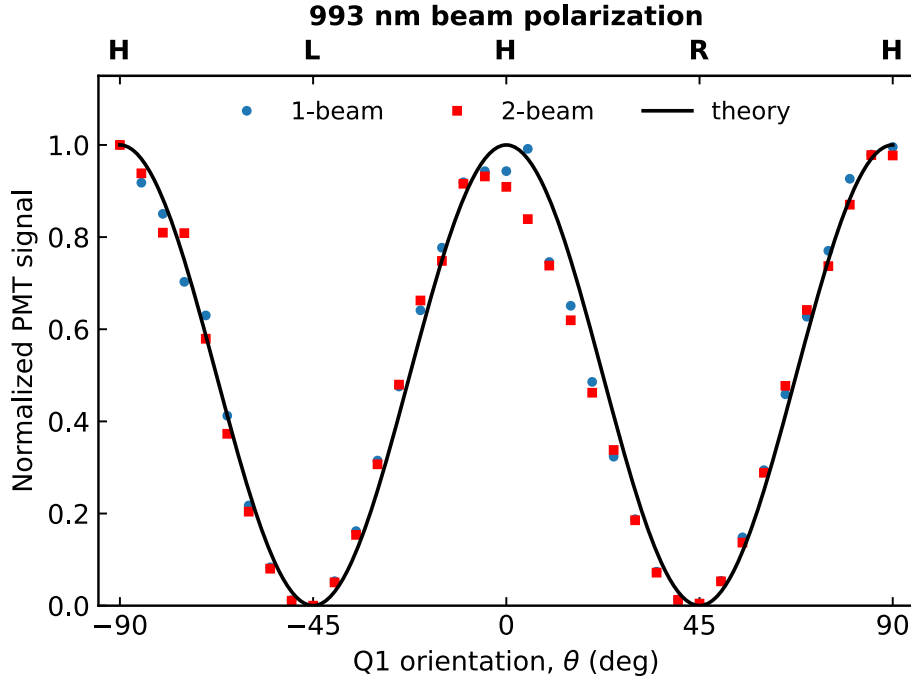 993 nm beam polarization
H L H R H
1-beam 2-beam theory
Normalized PMT signal
1.0
0.8
0.6
0.4
0.2
0.0
−90 −45 0 45 90
Q1 orientation, θ (deg)